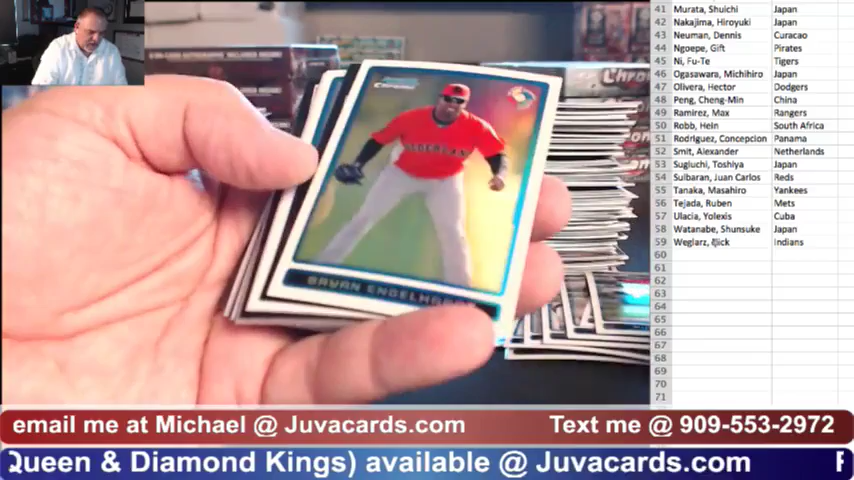 41 Murata, Shuichi Japan
42 Nakajima, Hiroyuki Japan
43 Neuman, Dennis Curacao
44 Ngoepe, Gift Pirates
45 Ni, Fu-Te Tigers
46 Ogasawara, Michihiro Japan
47 Olivera, Hector Dodgers
48 Peng, Cheng-Min China
49 Ramirez, Max Rangers
50 Robb, Hein South Africa
51 Rodriguez, Concepcion Panama
52 Smit, Alexander Netherlands
53 Sugiuchi, Toshiya Japan
54 Sulbaran, Juan Carlos Reds
55 Tanaka, Masahiro Yankees
56 Tejada, Ruben Mets
57 Ulacia, Yolexis Cuba
58 Watanabe, Shunsuke Japan
59 Weglarz, Nick Indians
60
61
62
63
64
65
66
67
68
69
70
71
Chrome
BRYAN ENGELHARDT
email me at Michael @ Juvacards.com Text me @ 909-553-2972
Queen & Diamond Kings) available @ Juvacards.com F